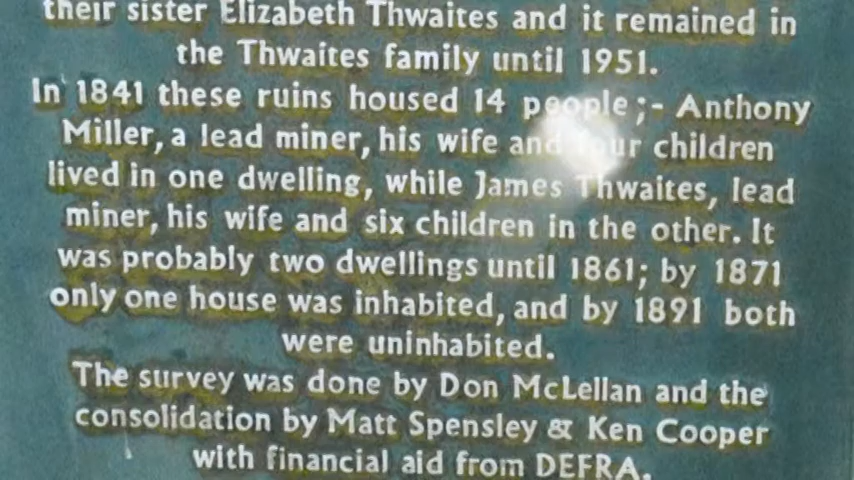 their sister Elizabeth Thwaites and it remained in
the Thwaites family until 1951.
In 1841 these ruins housed 14 people;- Anthony
Miller, a lead miner, his wife and four children
lived in one dwelling, while James Thwaites, lead
miner, his wife and six children in the other. It
was probably two dwellings until 1861; by 1871
only one house was inhabited, and by 1891 both
were uninhabited.
The survey was done by Don McLellan and the
consolidation by Matt Spensley & Ken Cooper
with financial aid from DEFRA.